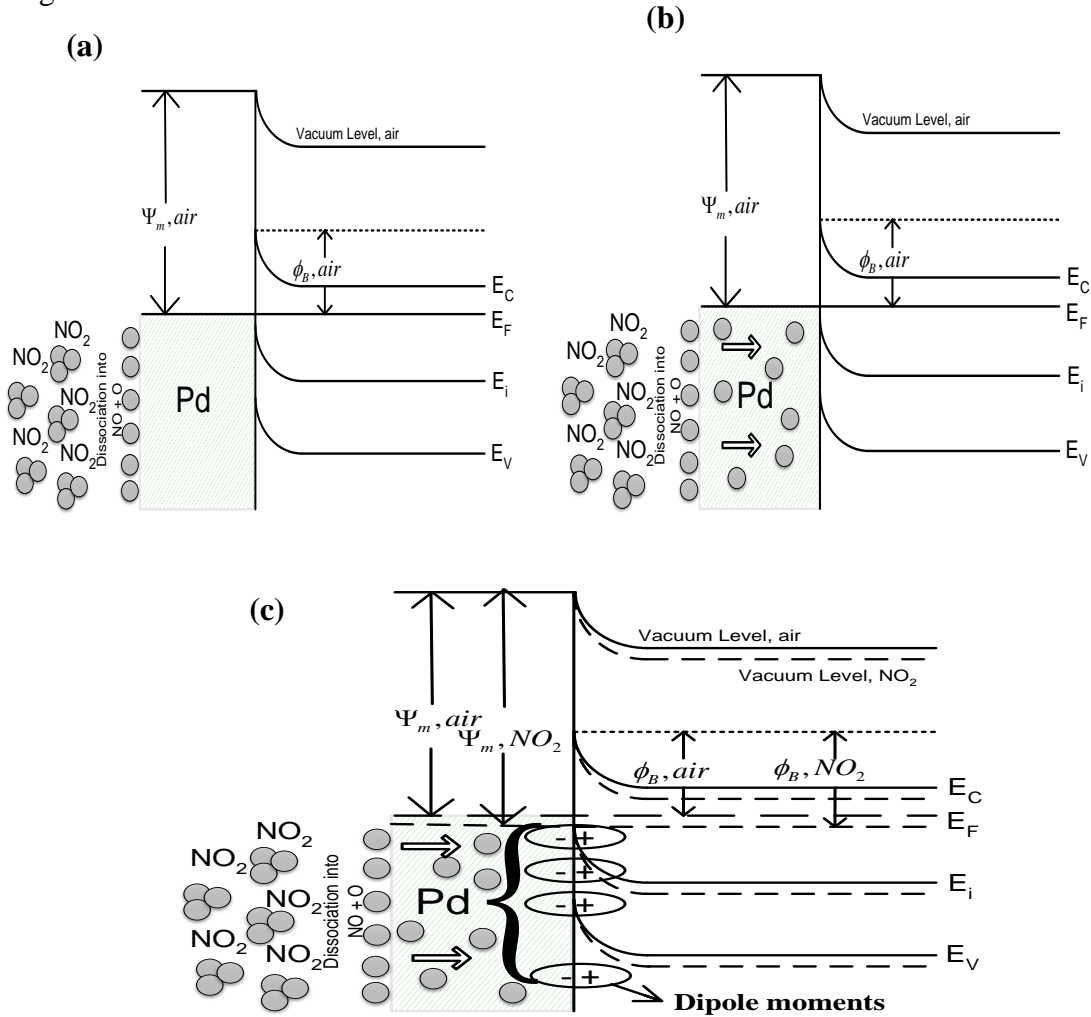 (a)
Vacuum Level, air
Ψm, air
ϕB, air
EC
EF
Ei
EV
NO2
NO2
NO2
NO2
NO2
Dissociation into
NO + O
Pd
(b)
Vacuum Level, air
Ψm, air
ϕB, air
EC
EF
Ei
EV
NO2
NO2
NO2
NO2
NO2
Dissociation into
NO + O
Pd
(c)
Vacuum Level, air
Vacuum Level, NO2
Ψm, air
Ψm, NO2
ϕB, air
ϕB, NO2
EC
EF
Ei
EV
NO2
NO2
NO2
NO2
NO2
Dissociation into
NO + O
Pd
- +
- +
- +
- +
Dipole moments